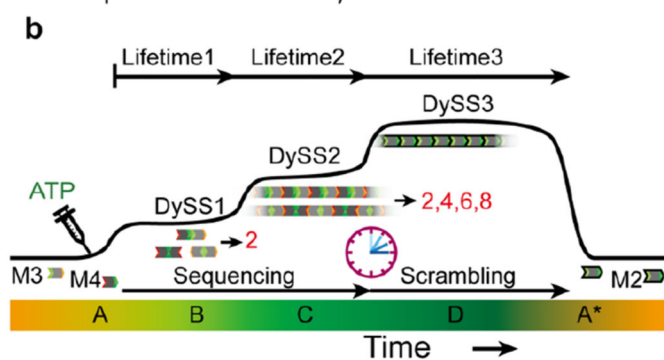 b
Lifetime1 Lifetime2 Lifetime3
DySS3
DySS2
ATP
DySS1
2,4,6,8
2
M3 M4 Sequencing Scrambling M2
A B C D A*
Time